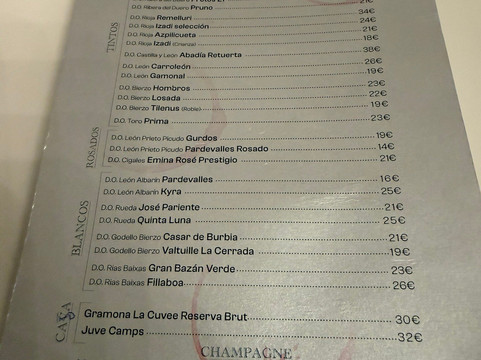 TINTOS
D.O. Ribera del Duero Pruno 21€
D.O. Rioja Remelluri 34€
D.O. Rioja Izadi selección 24€
D.O. Rioja Azpilicueta 21€
D.O. Rioja Izadi (Crianza) 18€
D.O. Castilla y León Abadía Retuerta 38€
D.O. León Carroleón 26€
D.O. León Gamonal 19€
D.O. Bierzo Hombros 23€
D.O. Bierzo Losada 22€
D.O. Bierzo Tilenus (Roble) 19€
D.O. Toro Prima 23€
ROSADOS
D.O. León Prieto Picudo Gurdos 19€
D.O. León Prieto Picudo Pardevalles Rosado 14€
D.O. Cigales Emina Rosé Prestigio 21€
BLANCOS
D.O. León Albarín Pardevalles 16€
D.O. León Albarín Kyra 25€
D.O. Rueda José Pariente 21€
D.O. Rueda Quinta Luna 25€
D.O. Godello Bierzo Casar de Burbia 21€
D.O. Godello Bierzo Valtuille La Cerrada 19€
D.O. Rías Baixas Gran Bazán Verde 23€
D.O. Rías Baixas Fillaboa 26€
CAVA
Gramona La Cuvee Reserva Brut 30€
Juve Camps 32€
CHAMPAGNE